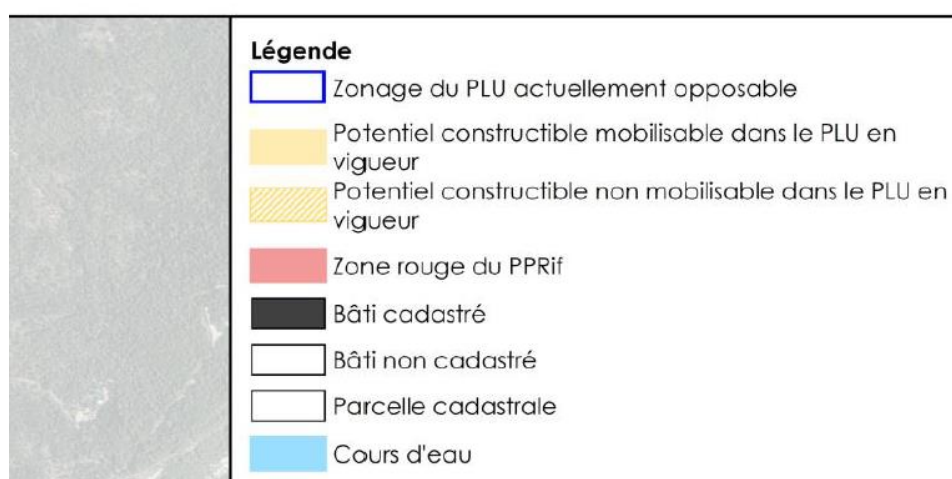 Légende
Zonage du PLU actuellement opposable
Potentiel constructible mobilisable dans le PLU en
vigueur
Potentiel constructible non mobilisable dans le PLU en
vigueur
Zone rouge du PPRif
Bâti cadastré
Bâti non cadastré
Parcelle cadastrale
Cours d'eau